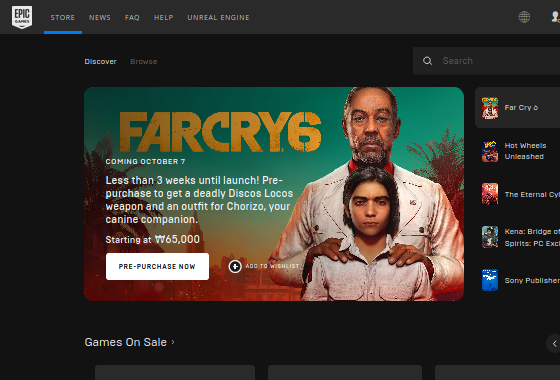 EPIC
GAMES
STORE NEWS FAQ HELP UNREAL ENGINE
Discover Browse
Search
FARCRY6
COMING OCTOBER 7
Less than 3 weeks until launch! Pre-
purchase to get a deadly Discos Locos
weapon and an outfit for Chorizo, your
canine companion.
Starting at ₩65,000
PRE-PURCHASE NOW
ADD TO WISHLIST
Far Cry 6
Hot Wheels
Unleashed
The Eternal Cyl
Kena: Bridge of
Spirits: PC Excl
Sony Publisher
Games On Sale